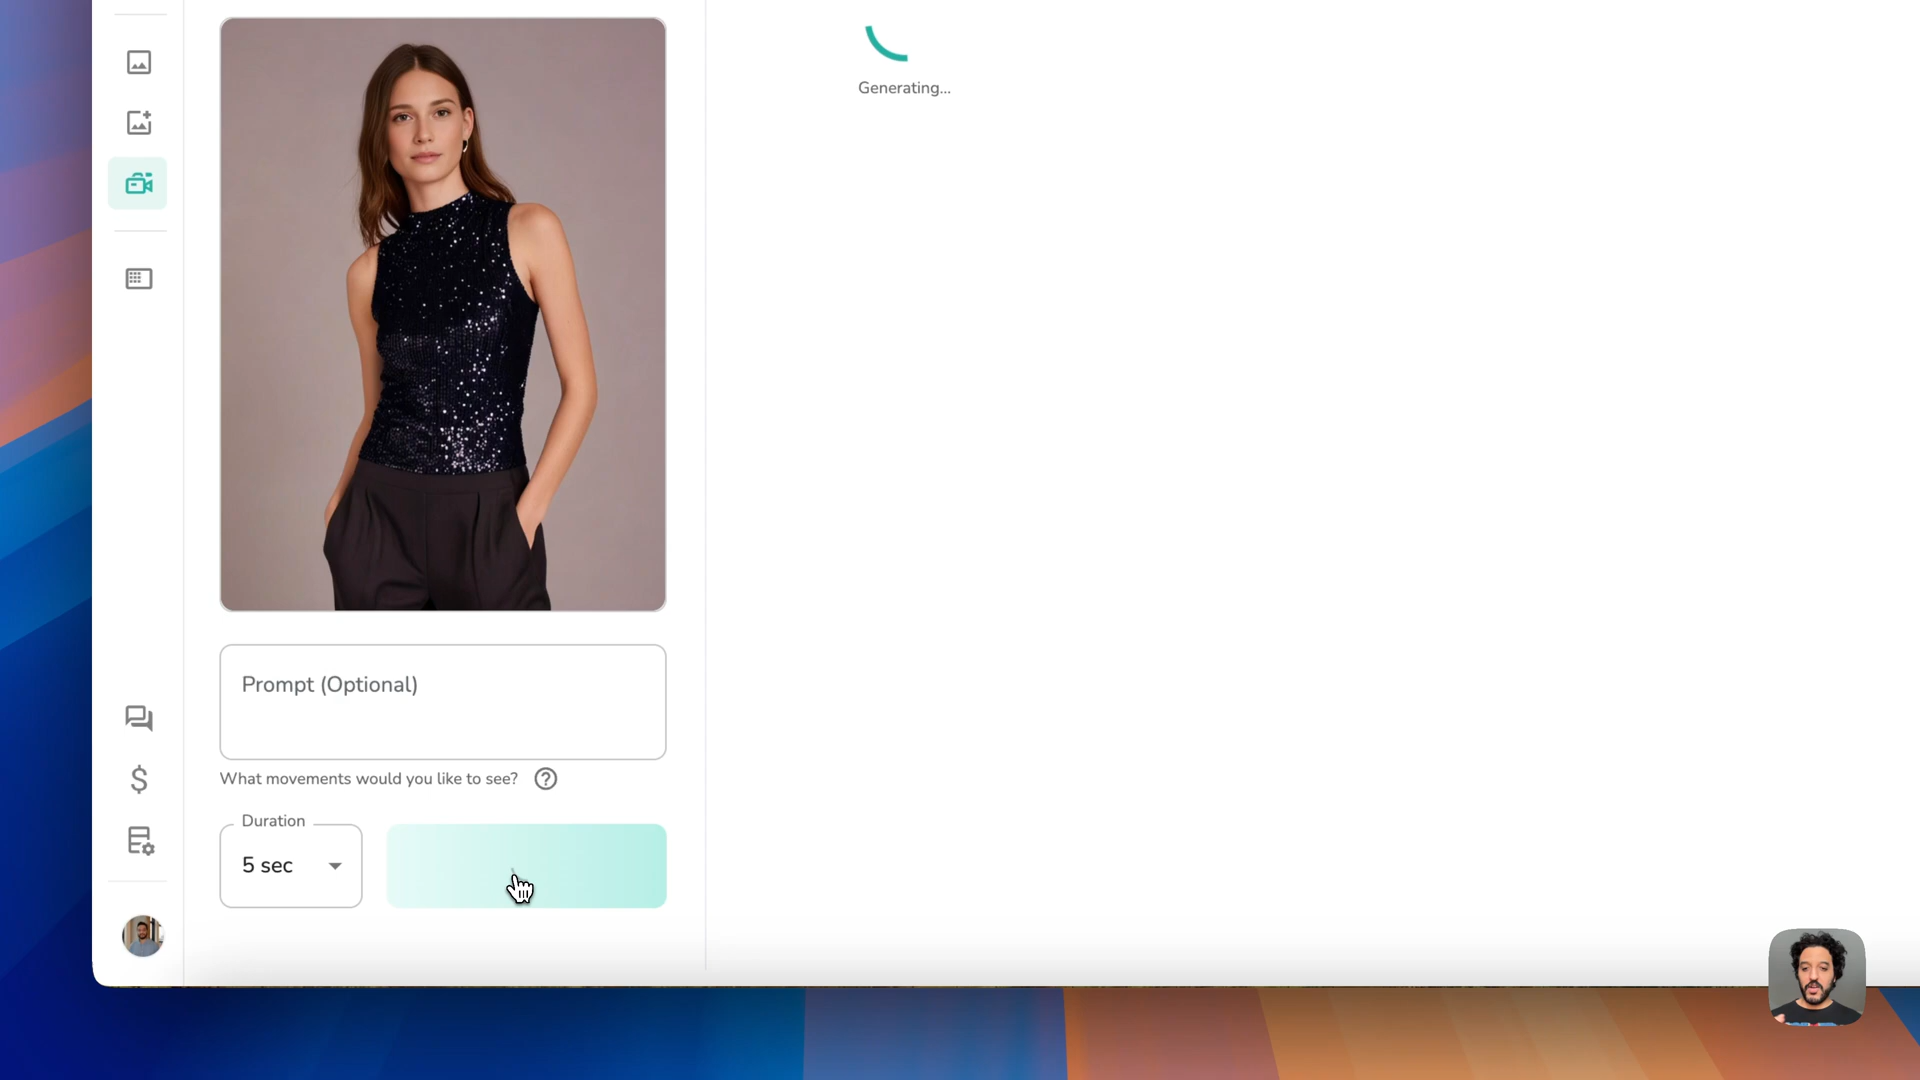 Generating...
Prompt (Optional)
What movements would you like to see?
Duration
5 sec